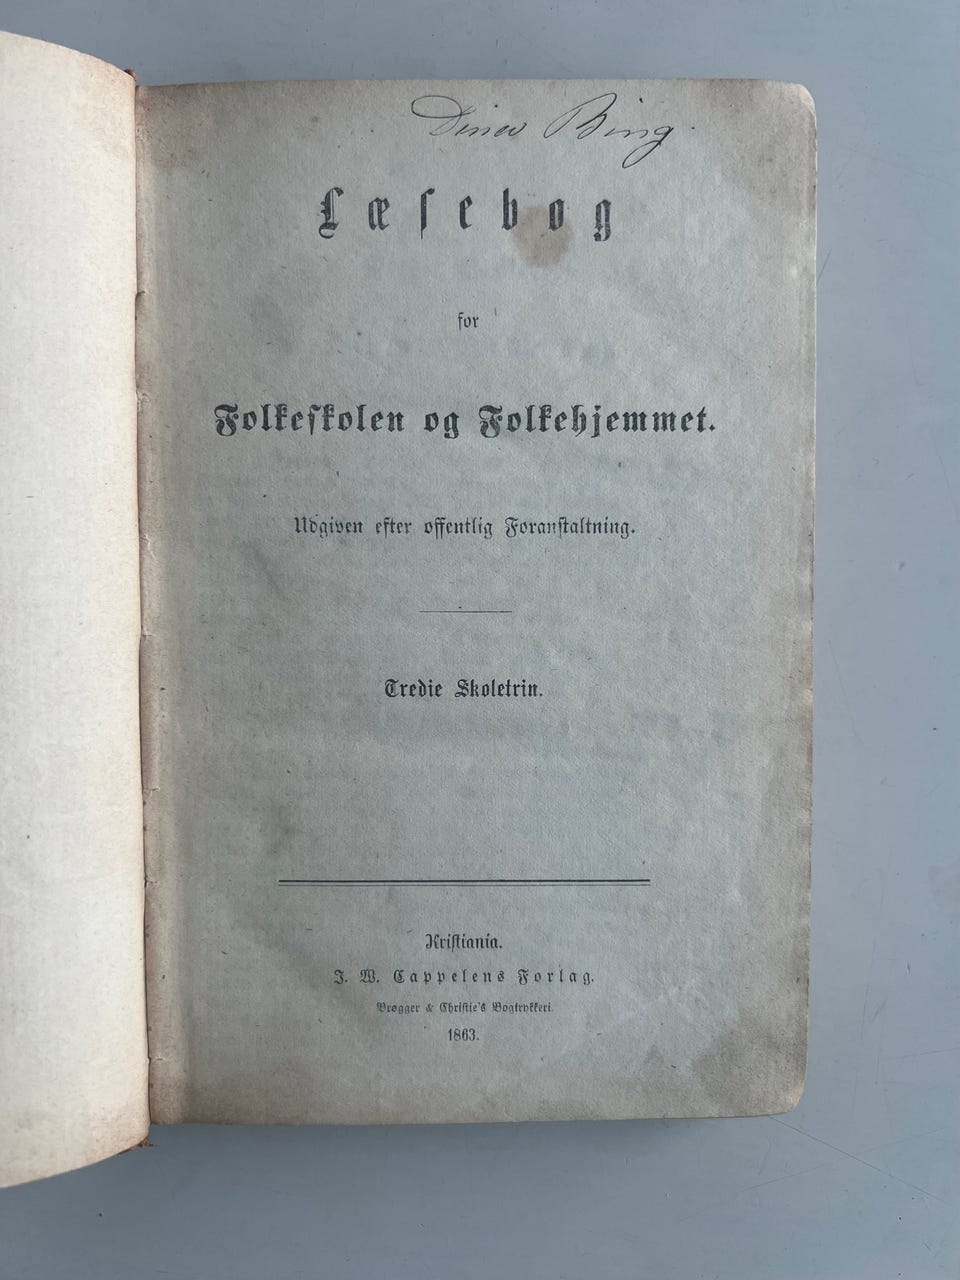 Dina Bing.
Læsebog
for
Folkeskolen og Folkehjemmet.
Udgiven efter offentlig Foranstaltning.
Tredie Skoletrin.
Kristiania.
J. W. Cappelens Forlag.
Brøgger & Christie's Bogtrykkeri.
1863.